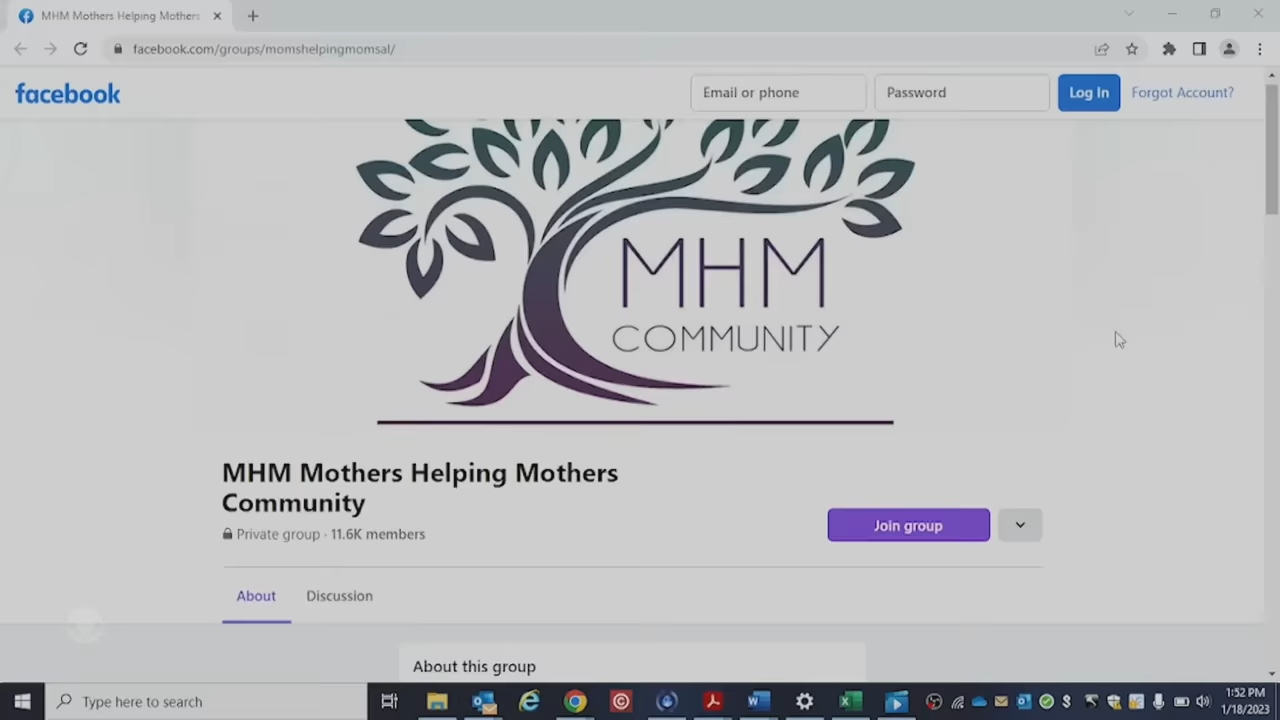 MHM Mothers Helping Mothers
facebook.com/groups/momshelpingmomsal/
facebook
Email or phone
Password
Log In
Forgot Account?
MHM
COMMUNITY
MHM Mothers Helping Mothers
Community
Private group · 11.6K members
Join group
About
Discussion
About this group
Type here to search
1:52 PM
1/18/2023